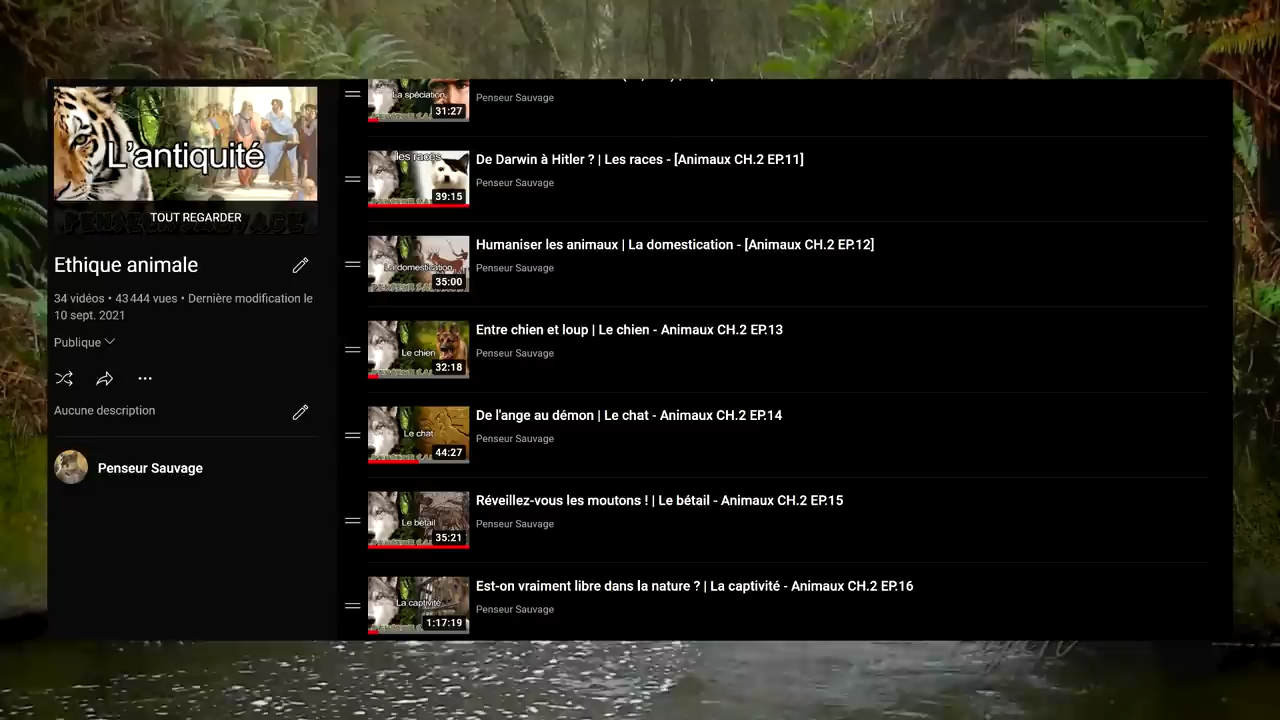 L'antiquité
TOUT REGARDER
PENSEUR SAUVAGE
Ethique animale
34 vidéos • 43 444 vues • Dernière modification le
10 sept. 2021
Publique
Aucune description
Penseur Sauvage
La spéciation
31:27
Penseur Sauvage
les races
39:15
De Darwin à Hitler ? | Les races - [Animaux CH.2 EP.11]
Penseur Sauvage
La domestication
35:00
Humaniser les animaux | La domestication - [Animaux CH.2 EP.12]
Penseur Sauvage
Le chien
32:18
Entre chien et loup | Le chien - Animaux CH.2 EP.13
Penseur Sauvage
Le chat
44:27
De l'ange au démon | Le chat - Animaux CH.2 EP.14
Penseur Sauvage
Le bétail
35:21
Réveillez-vous les moutons ! | Le bétail - Animaux CH.2 EP.15
Penseur Sauvage
La captivité
1:17:19
Est-on vraiment libre dans la nature ? | La captivité - Animaux CH.2 EP.16
Penseur Sauvage